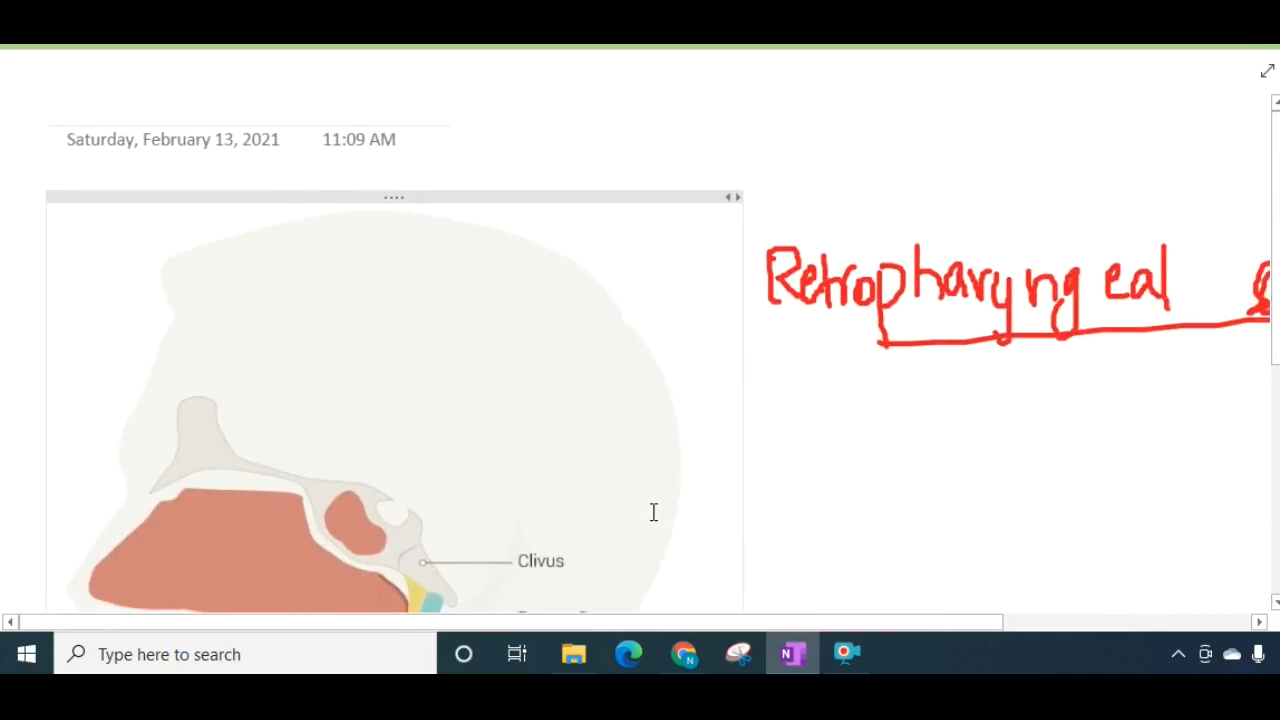 Saturday, February 13, 2021 11:09 AM
Retropharyngeal
Clivus
Type here to search